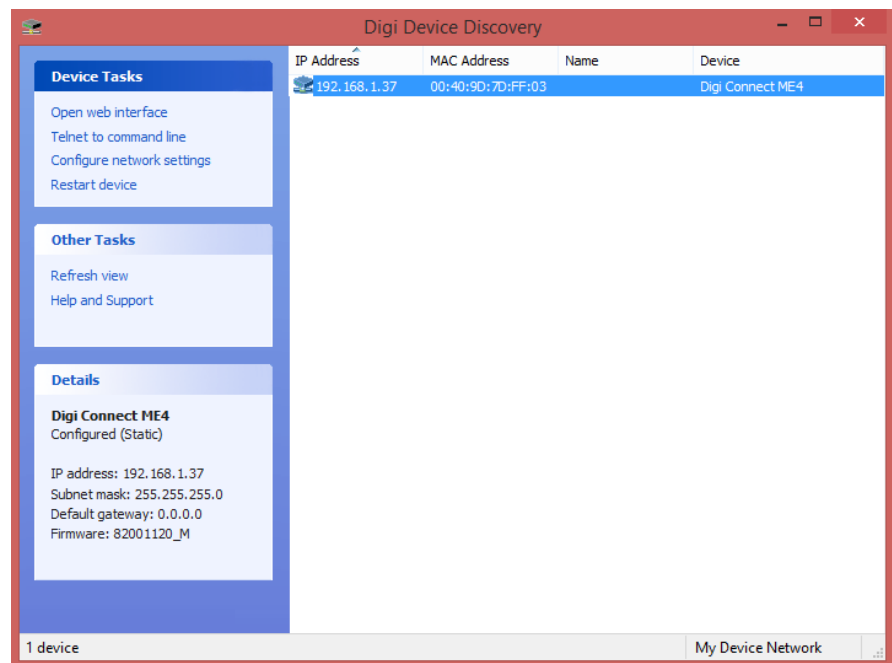 Digi Device Discovery
Device Tasks
Open web interface
Telnet to command line
Configure network settings
Restart device
Other Tasks
Refresh view
Help and Support
Details
Digi Connect ME4
Configured (Static)
IP address: 192.168.1.37
Subnet mask: 255.255.255.0
Default gateway: 0.0.0.0
Firmware: 82001120_M
IP Address MAC Address Name Device
192.168.1.37 00:40:9D:7D:FF:03 Digi Connect ME4
1 device My Device Network